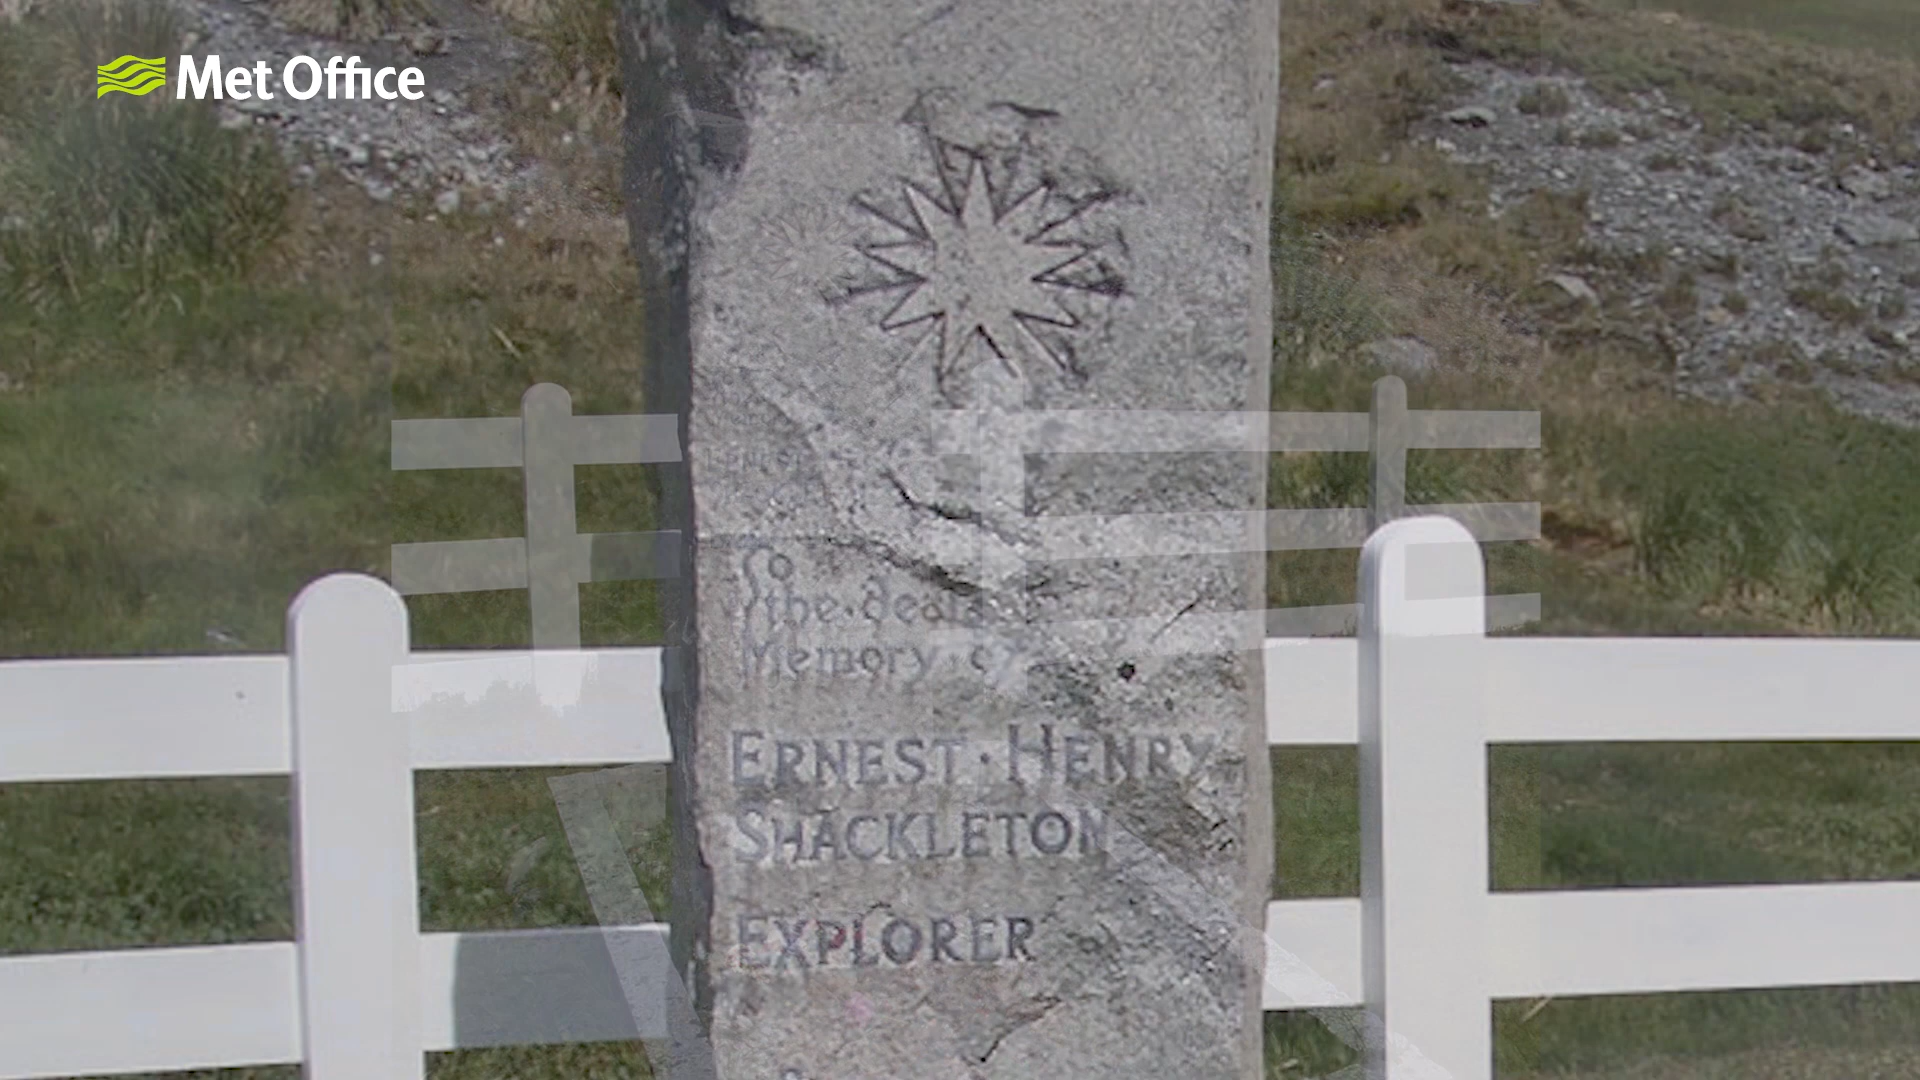 Met Office
To
the · dear
Memory of
ERNEST · HENRY
SHACKLETON
EXPLORER